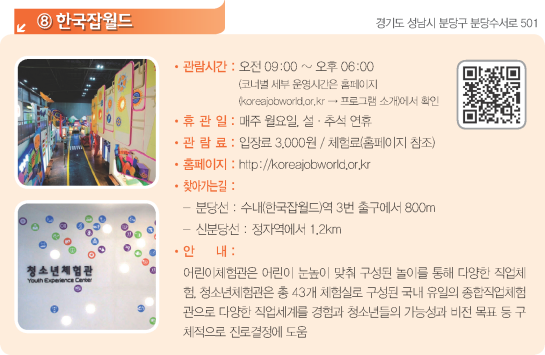 ⑧ 한국잡월드
경기도 성남시 분당구 분당수서로 501
• 관람시간 : 오전 09:00 ~ 오후 06:00
(코너별 세부 운영시간은 홈페이지
(koreajobworld.or.kr → 프로그램 소개)에서 확인
• 휴 관 일 : 매주 월요일, 설 · 추석 연휴
• 관 람 료 : 입장료 3,000원 / 체험료(홈페이지 참조)
• 홈페이지 : http://koreajobworld.or.kr
• 찾아가는길 :
– 분당선 : 수내(한국잡월드)역 3번 출구에서 800m
– 신분당선 : 정자역에서 1.2km
• 안 내 :
어린이체험관은 어린이 눈높이 맞춰 구성된 놀이를 통해 다양한 직업체
험, 청소년체험관은 총 43개 체험실로 구성된 국내 유일의 종합직업체험
관으로 다양한 직업세계를 경험과 청소년들의 가능성과 비전 목표 등 구
체적으로 진로결정에 도움
청소년체험관
Youth Experience Center